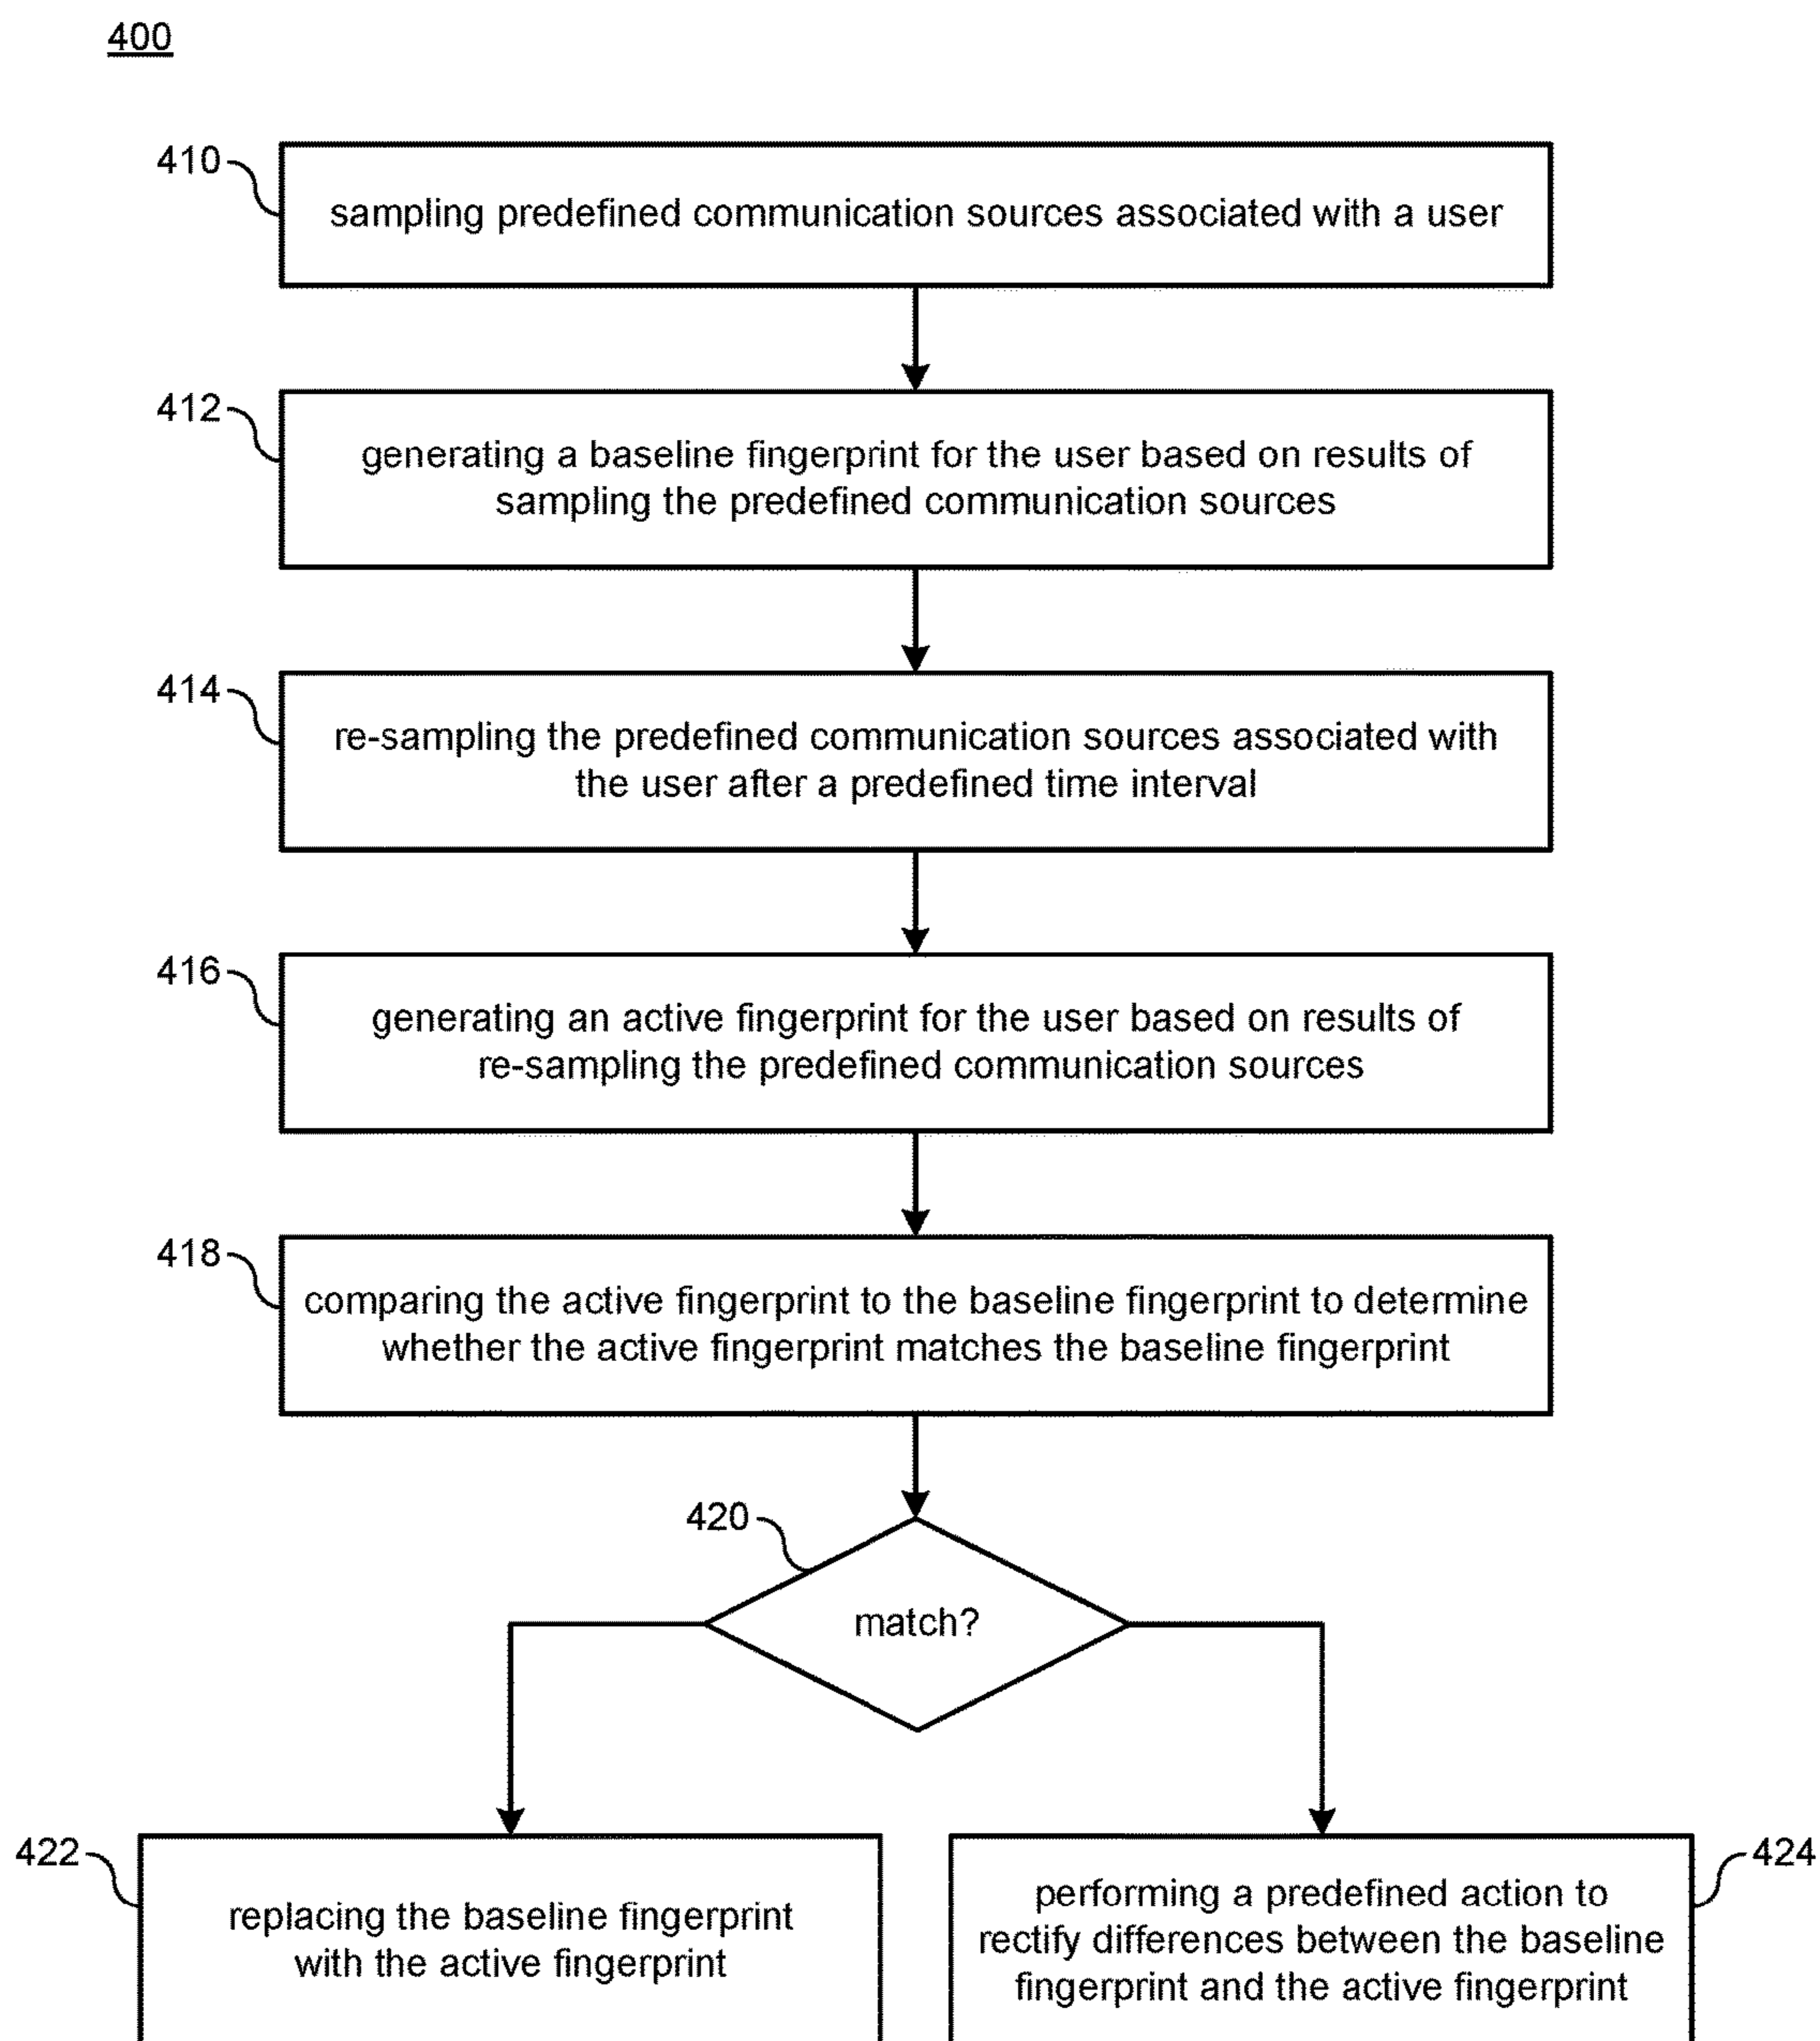 400
410
sampling predefined communication sources associated with a user
412
generating a baseline fingerprint for the user based on results of
sampling the predefined communication sources
414
re-sampling the predefined communication sources associated with
the user after a predefined time interval
416
generating an active fingerprint for the user based on results of
re-sampling the predefined communication sources
418
comparing the active fingerprint to the baseline fingerprint to determine
whether the active fingerprint matches the baseline fingerprint
420
match?
422
replacing the baseline fingerprint
with the active fingerprint
424
performing a predefined action to
rectify differences between the baseline
fingerprint and the active fingerprint